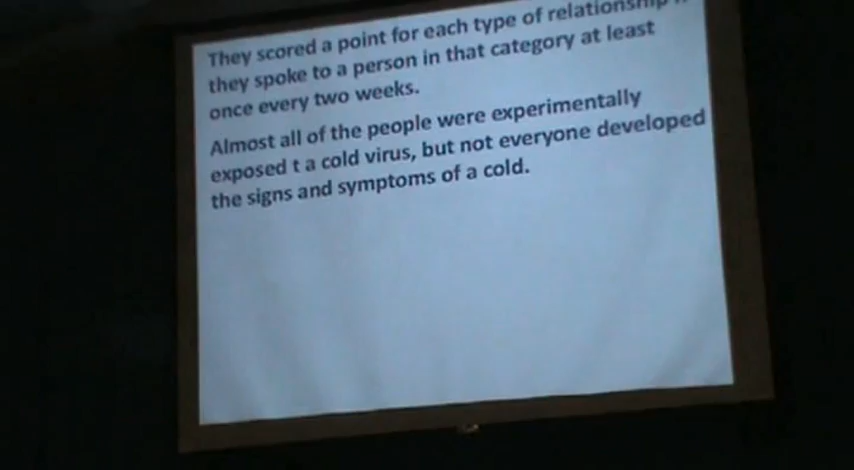 They scored a point for each type of relationship
they spoke to a person in that category at least
once every two weeks.
Almost all of the people were experimentally
exposed t a cold virus, but not everyone developed
the signs and symptoms of a cold.